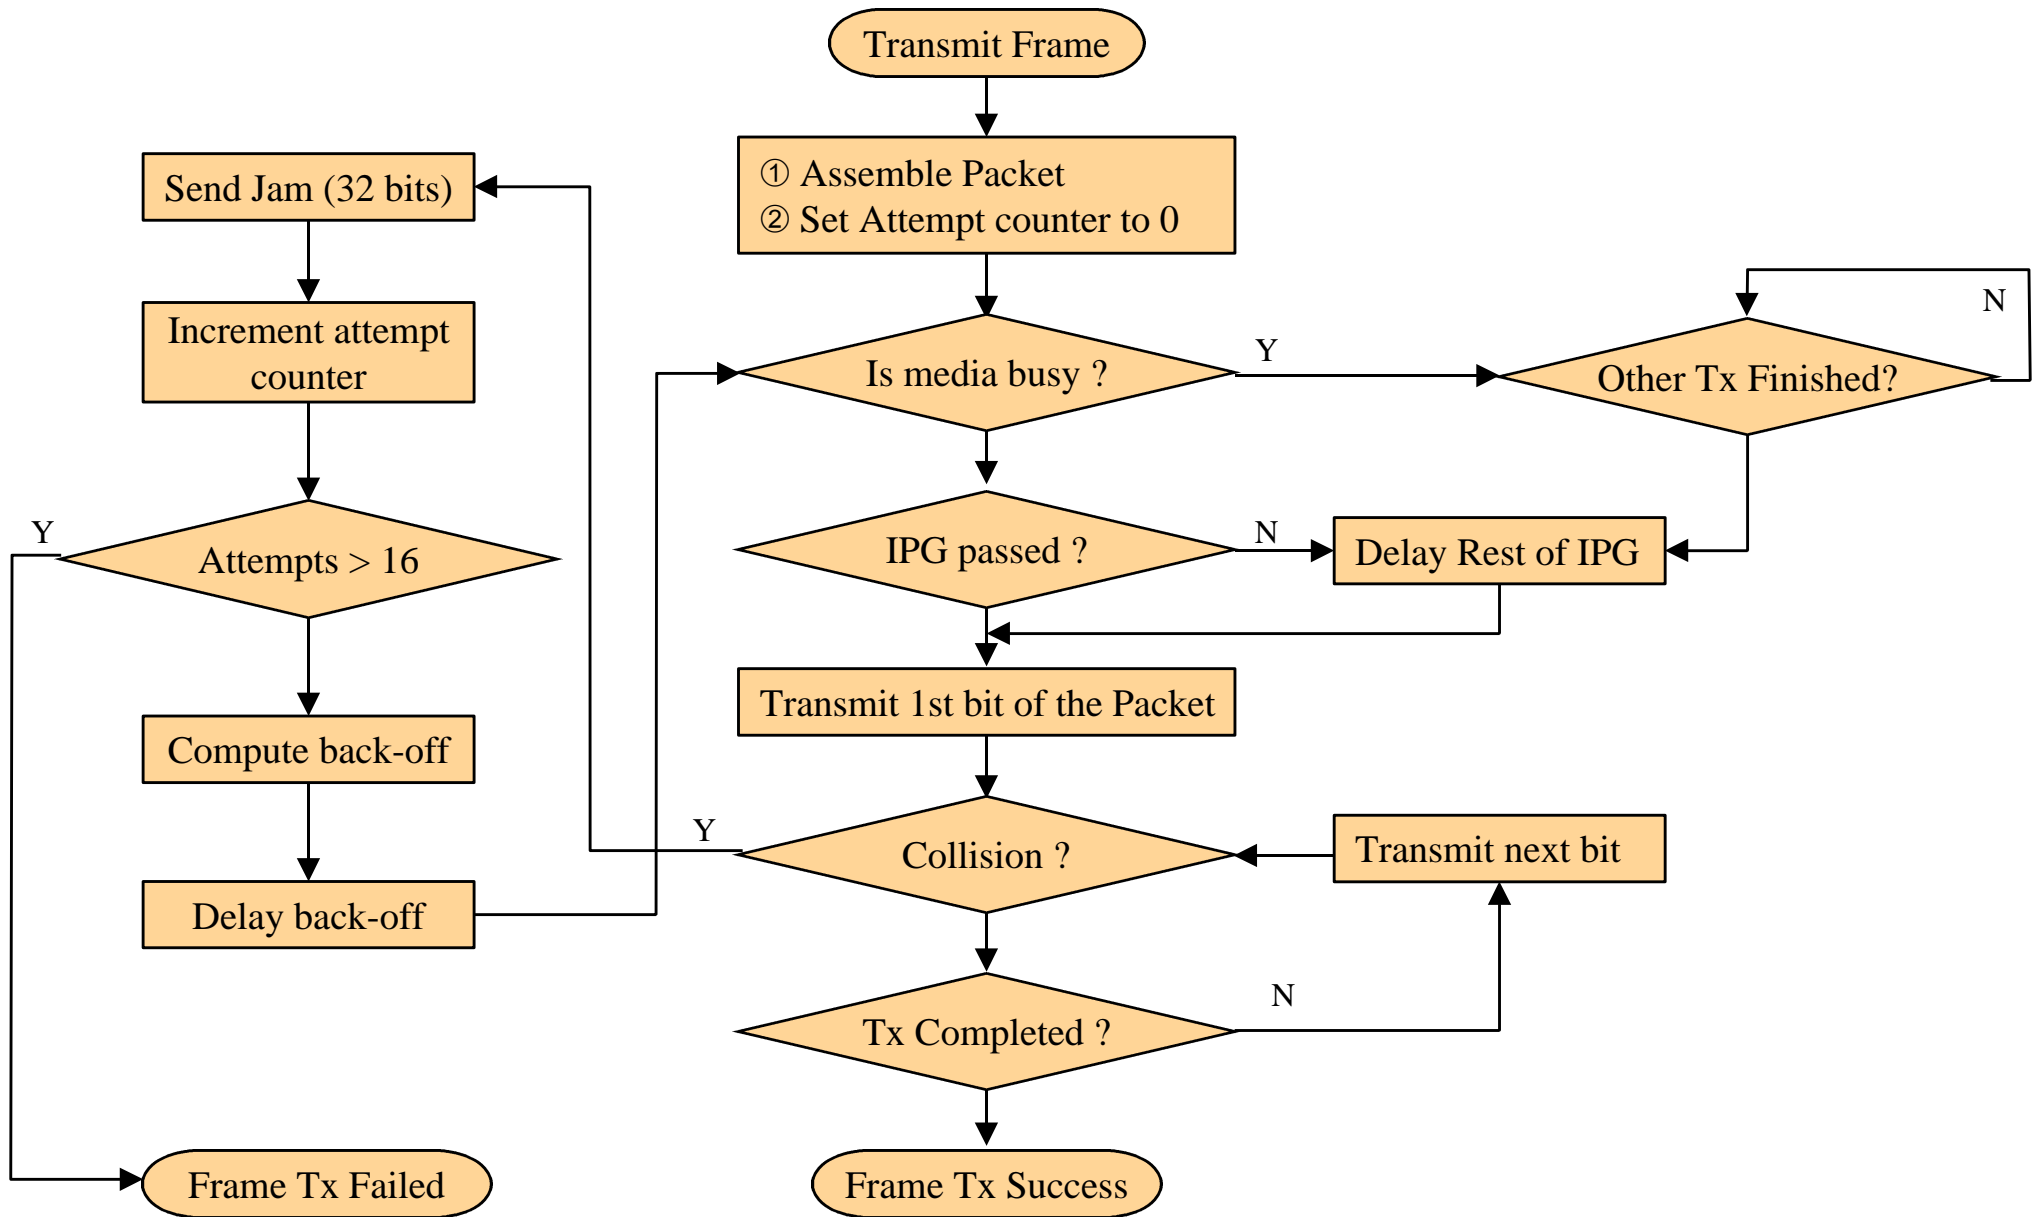 Transmit Frame
① Assemble Packet
② Set Attempt counter to 0
Send Jam (32 bits)
Increment attempt
counter
Is media busy ?
Y
Other Tx Finished?
N
Y
Attempts > 16
IPG passed ?
N
Delay Rest of IPG
Transmit 1st bit of the Packet
Compute back-off
Y
Collision ?
Transmit next bit
Delay back-off
Tx Completed ?
N
Frame Tx Failed
Frame Tx Success